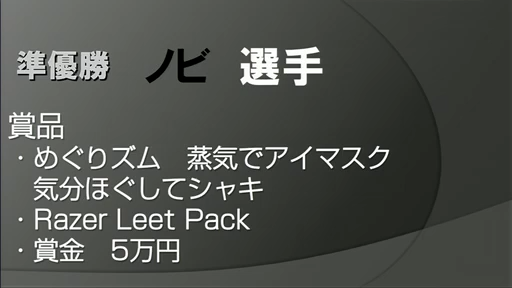 準優勝 ノビ 選手
賞品
・めぐりズム 蒸気でアイマスク
気分ほぐしてシャキ
・Razer Leet Pack
・賞金 5万円